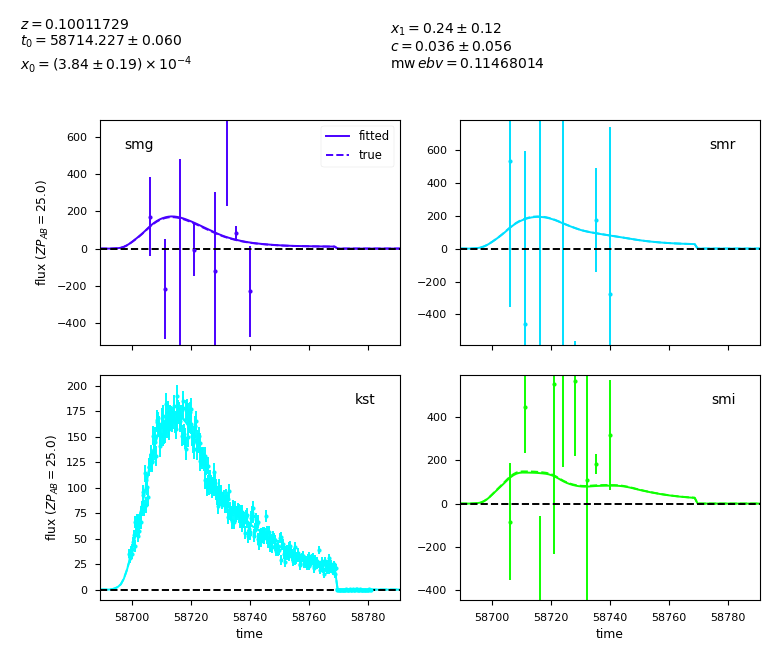 z = 0.10011729
t₀ = 58714.227 ± 0.060
x₀ = (3.84 ± 0.19) × 10⁻⁴
x₁ = 0.24 ± 0.12
c = 0.036 ± 0.056
mw ebv = 0.11468014
smg
fitted
true
600
400
200
0
−200
−400
flux (ZP_AB = 25.0)
smr
600
400
200
0
−200
−400
kst
200
175
150
125
100
75
50
25
0
flux (ZP_AB = 25.0)
58700 58720 58740 58760 58780
time
smi
400
200
0
−200
−400
58700 58720 58740 58760 58780
time